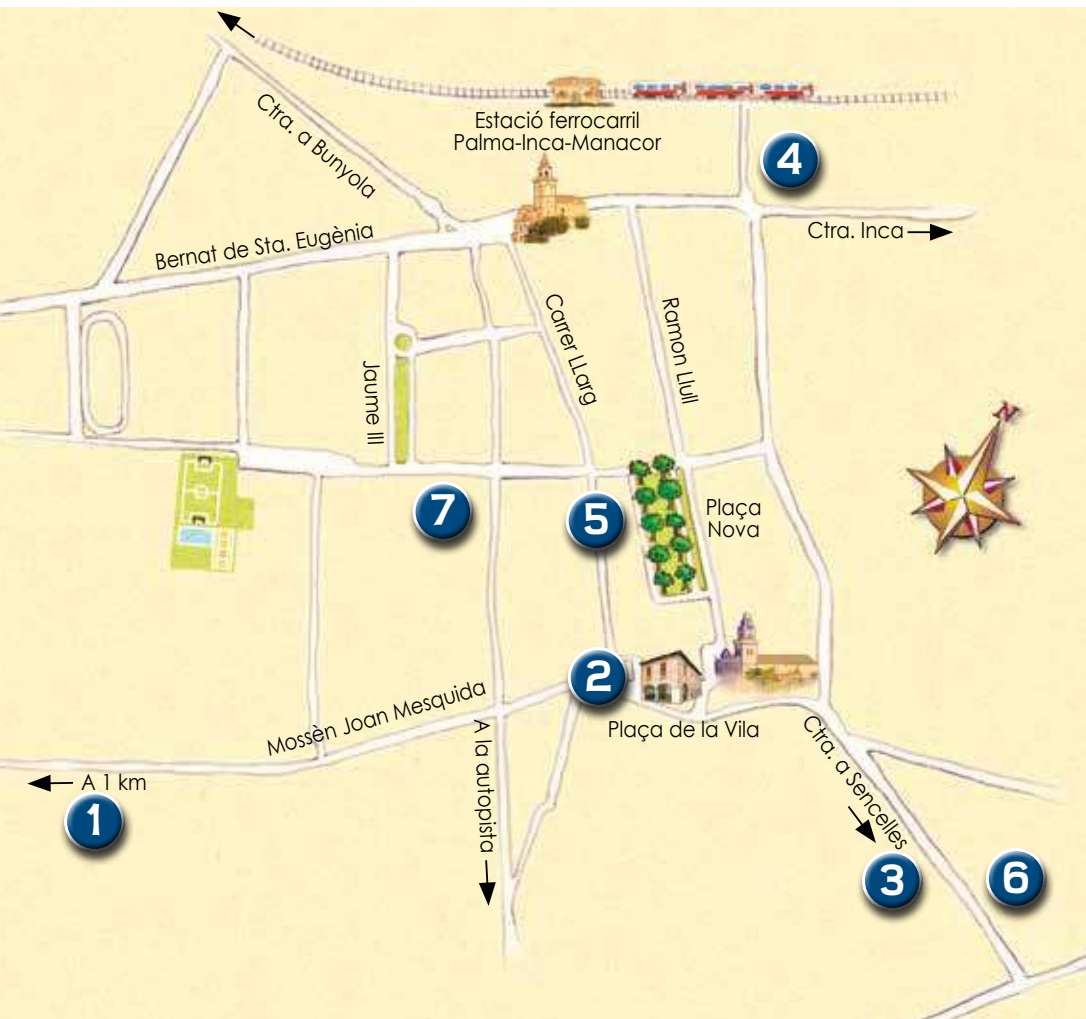 Estació ferrocarril
Palma-Inca-Manacor
Ctra. a Bunyola
4
Ctra. Inca
Bernat de Sta. Eugènia
Carrer LLarg
Ramon Llull
Jaume III
N
7
5
Plaça
Nova
2
Mossèn Joan Mesquida
Plaça de la Vila
A la autopista
Ctra. a Sencelles
A 1 km
1
3
6